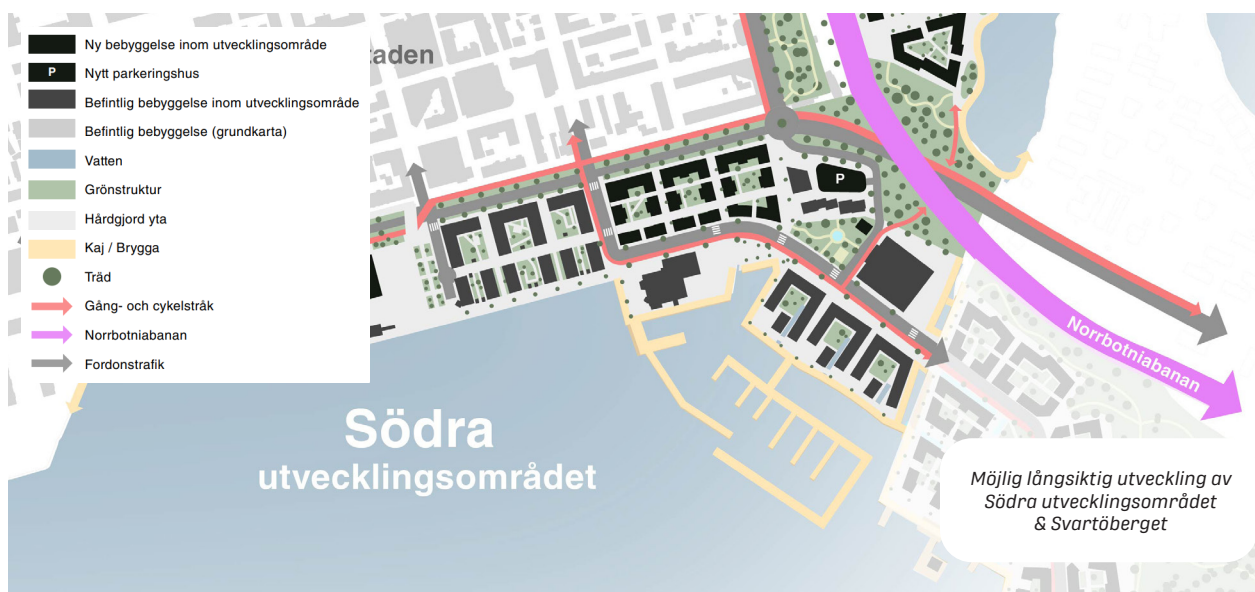 Ny bebyggelse inom utvecklingsområde
P
Nytt parkeringshus
Befintlig bebyggelse inom utvecklingsområde
Befintlig bebyggelse (grundkarta)
Vatten
Grönstruktur
Hårdgjord yta
Kaj / Brygga
Träd
Gång- och cykelstråk
Norrbotniabanan
Fordonstrafik
taden
P
Norrbotniabanan
Södra
utvecklingsområdet
Möjlig långsiktig utveckling av
Södra utvecklingsområdet
& Svartöberget